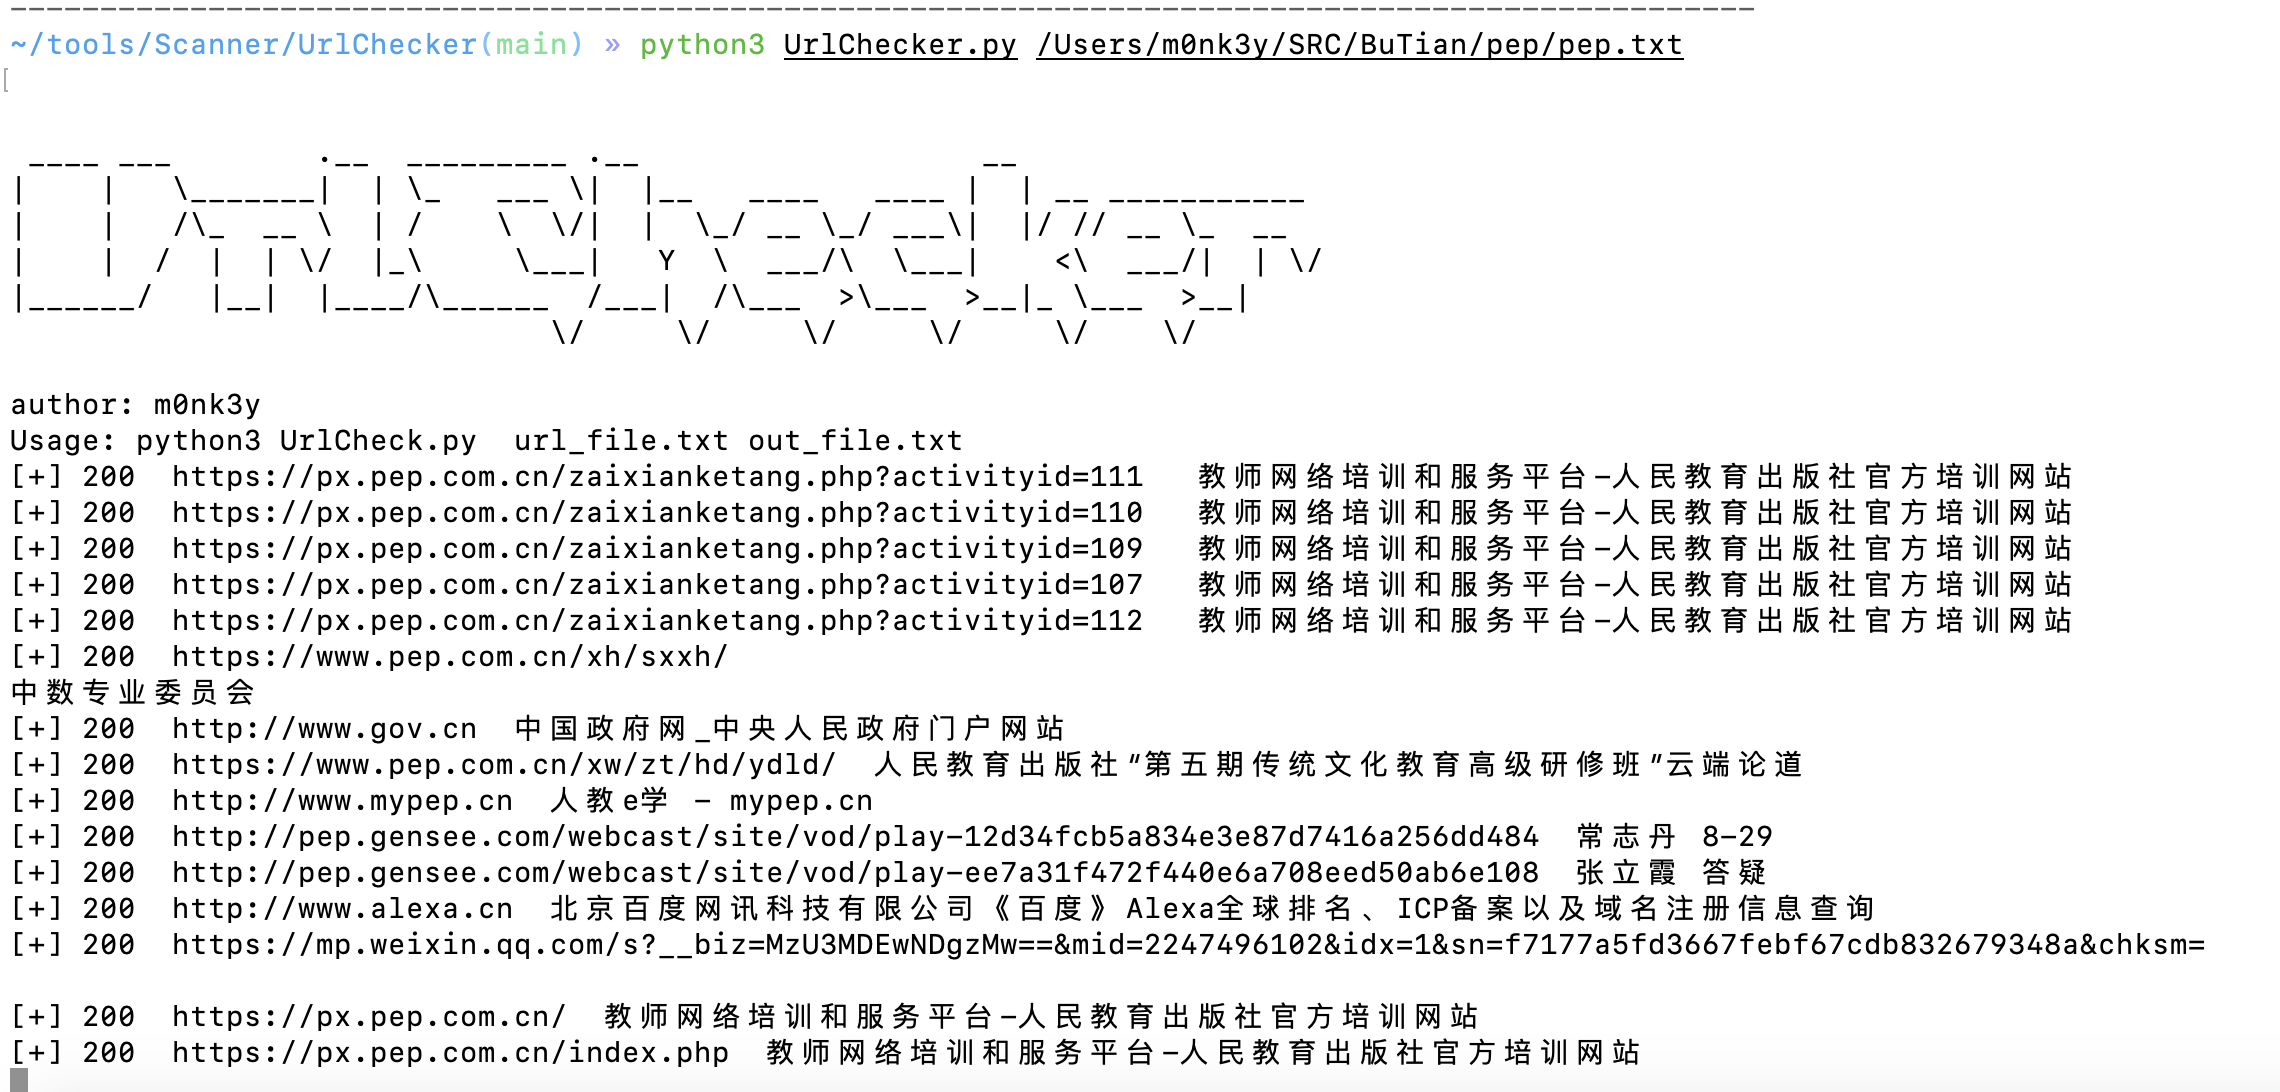 ~/tools/Scanner/UrlChecker(main) » python3 UrlChecker.py /Users/m0nk3y/SRC/BuTian/pep/pep.txt
UrlChecker
author: m0nk3y
Usage: python3 UrlCheck.py  url_file.txt out_file.txt
[+] 200  https://px.pep.com.cn/zaixianketang.php?activityid=111   教师网络培训和服务平台-人民教育出版社官方培训网站
[+] 200  https://px.pep.com.cn/zaixianketang.php?activityid=110   教师网络培训和服务平台-人民教育出版社官方培训网站
[+] 200  https://px.pep.com.cn/zaixianketang.php?activityid=109   教师网络培训和服务平台-人民教育出版社官方培训网站
[+] 200  https://px.pep.com.cn/zaixianketang.php?activityid=107   教师网络培训和服务平台-人民教育出版社官方培训网站
[+] 200  https://px.pep.com.cn/zaixianketang.php?activityid=112   教师网络培训和服务平台-人民教育出版社官方培训网站
[+] 200  https://www.pep.com.cn/xh/sxxh/
中数专业委员会
[+] 200  http://www.gov.cn  中国政府网_中央人民政府门户网站
[+] 200  https://www.pep.com.cn/xw/zt/hd/ydld/  人民教育出版社“第五期传统文化教育高级研修班”云端论道
[+] 200  http://www.mypep.cn  人教e学 - mypep.cn
[+] 200  http://pep.gensee.com/webcast/site/vod/play-12d34fcb5a834e3e87d7416a256dd484  常志丹 8-29
[+] 200  http://pep.gensee.com/webcast/site/vod/play-ee7a31f472f440e6a708eed50ab6e108  张立霞 答疑
[+] 200  http://www.alexa.cn  北京百度网讯科技有限公司《百度》Alexa全球排名、ICP备案以及域名注册信息查询
[+] 200  https://mp.weixin.qq.com/s?__biz=MzU3MDEwNDgzMw==&mid=2247496102&idx=1&sn=f7177a5fd3667febf67cdb832679348a&chksm=
[+] 200  https://px.pep.com.cn/  教师网络培训和服务平台-人民教育出版社官方培训网站
[+] 200  https://px.pep.com.cn/index.php  教师网络培训和服务平台-人民教育出版社官方培训网站